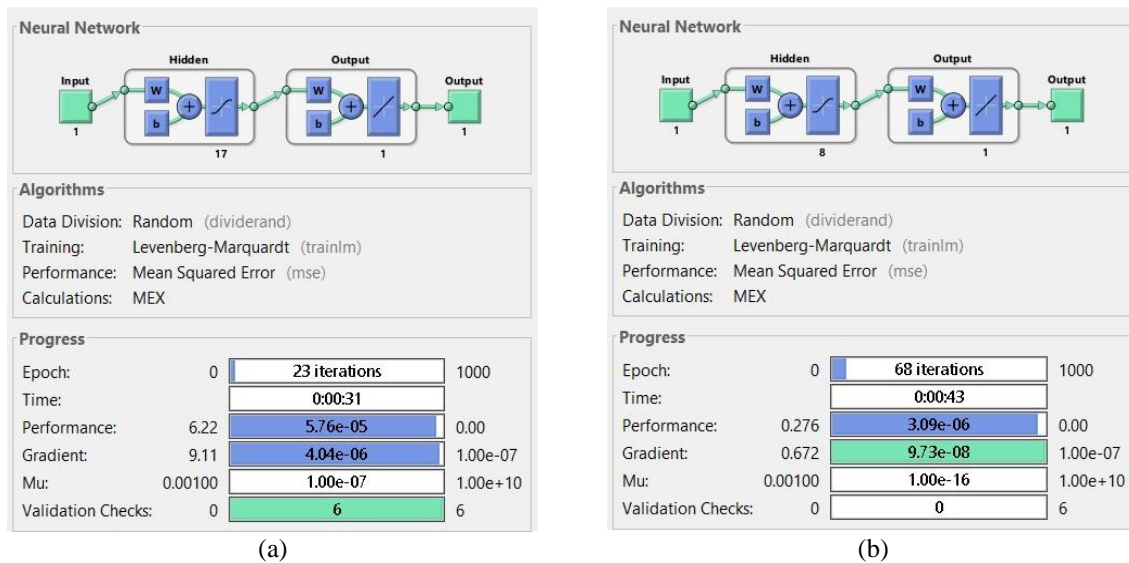 Neural Network
Hidden Output
Input Output
W W
+ +
b b
1 1
17 1
Algorithms
Data Division: Random (dividerand)
Training: Levenberg-Marquardt (trainlm)
Performance: Mean Squared Error (mse)
Calculations: MEX
Progress
Epoch: 0 23 iterations 1000
Time: 0:00:31
Performance: 6.22 5.76e-05 0.00
Gradient: 9.11 4.04e-06 1.00e-07
Mu: 0.00100 1.00e-07 1.00e+10
Validation Checks: 0 6 6
(a)
Neural Network
Hidden Output
Input Output
W W
+ +
b b
1 1
8 1
Algorithms
Data Division: Random (dividerand)
Training: Levenberg-Marquardt (trainlm)
Performance: Mean Squared Error (mse)
Calculations: MEX
Progress
Epoch: 0 68 iterations 1000
Time: 0:00:43
Performance: 0.276 3.09e-06 0.00
Gradient: 0.672 9.73e-08 1.00e-07
Mu: 0.00100 1.00e-16 1.00e+10
Validation Checks: 0 0 6
(b)